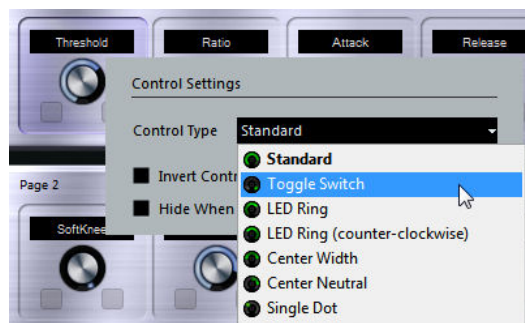 Threshold Ratio Attack Release
Control Settings
Control Type Standard
Standard
Invert Contr Toggle Switch
Hide When LED Ring
Page 2
SoftKnee LED Ring (counter-clockwise)
Center Width
Center Neutral
Single Dot